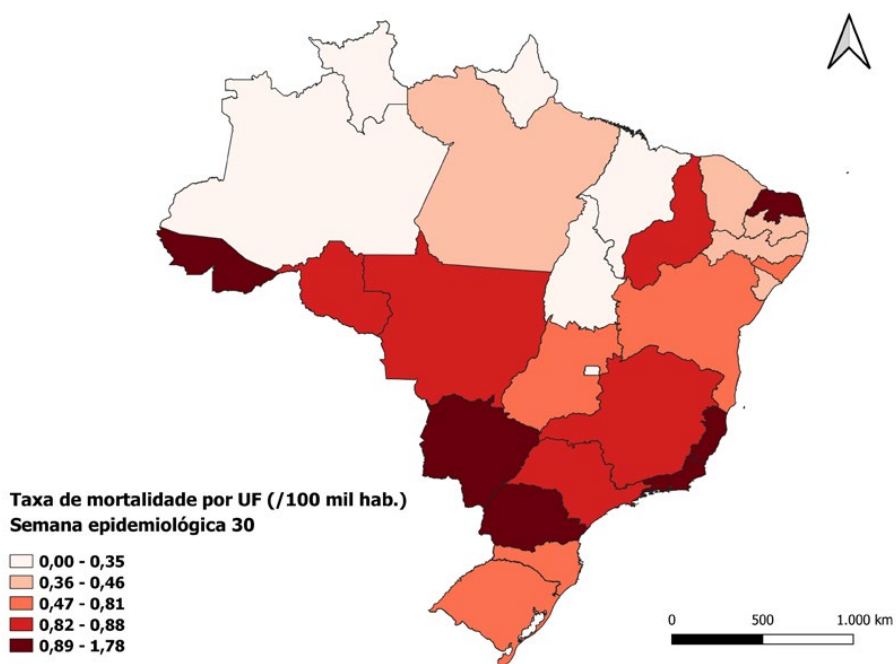 Taxa de mortalidade por UF (/100 mil hab.)
Semana epidemiológica 30
0,00 - 0,35
0,36 - 0,46
0,47 - 0,81
0,82 - 0,88
0,89 - 1,78
0 500 1.000 km